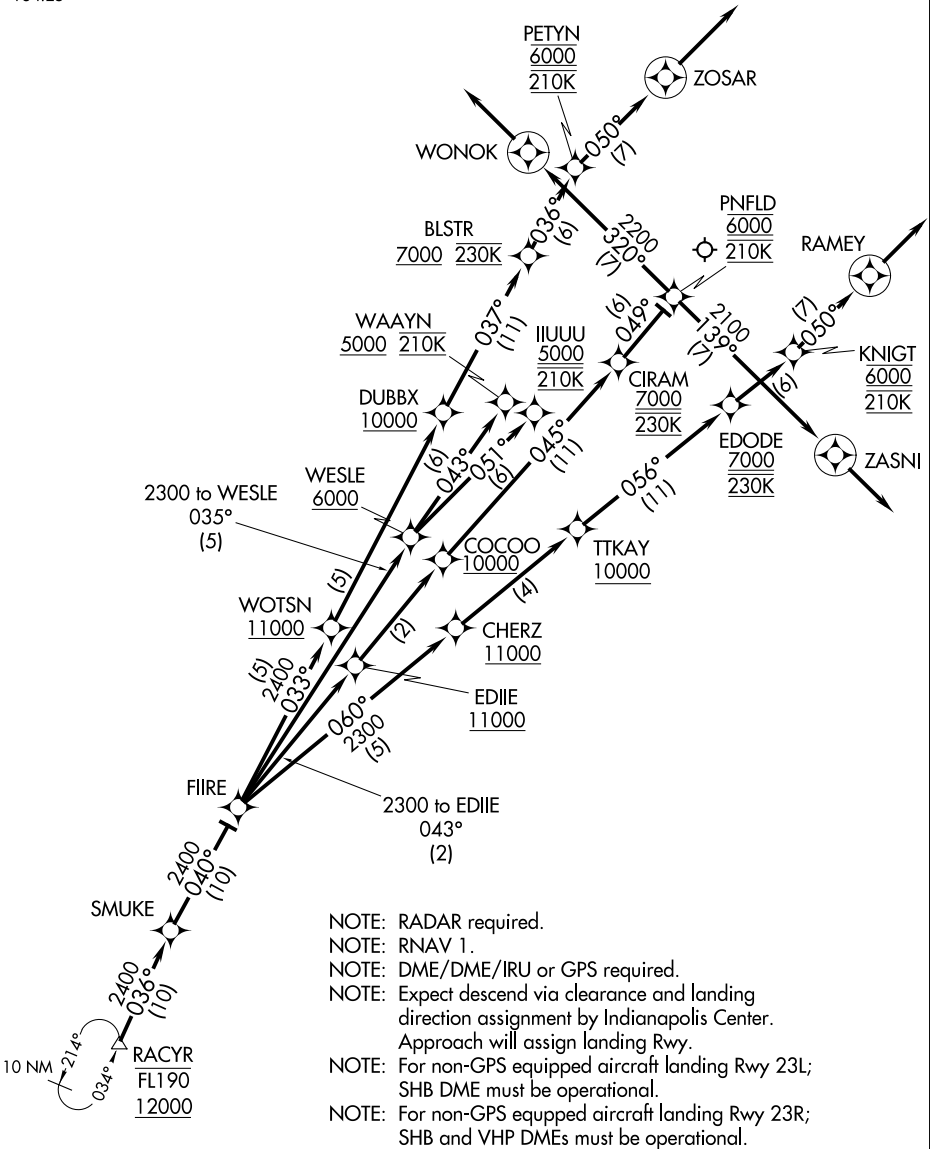 PETYN
6000
210K
ZOSAR
050°
(7)
WONOK
036°
(6)
BLSTR
7000 230K
2200
320°
(7)
PNFLD
6000
210K
RAMEY
(7)
050°
2100
139°
(7)
KNIGT
6000
210K
(6)
WAAYN
5000 210K
037°
(11)
IIUUU
5000
210K
(6)
049°
CIRAM
7000
230K
DUBBX
10000
EDODE
7000
230K
ZASNI
WESLE
6000
(6)
043°
051°
(6)
045°
(11)
056°
(11)
2300 to WESLE
035°
(5)
COCOO
10000
TTKAY
10000
(5)
WOTSN
11000
(2)
(4)
CHERZ
11000
(5)
2400
033°
EDIIE
11000
060°
2300
(5)
FIIRE
2300 to EDIIE
043°
(2)
2400
040°
(10)
SMUKE
2400
036°
(10)
10 NM
214°
034°
RACYR
FL190
12000
NOTE: RADAR required.
NOTE: RNAV 1.
NOTE: DME/DME/IRU or GPS required.
NOTE: Expect descend via clearance and landing
direction assignment by Indianapolis Center.
Approach will assign landing Rwy.
NOTE: For non-GPS equipped aircraft landing Rwy 23L;
SHB DME must be operational.
NOTE: For non-GPS equpped aircraft landing Rwy 23R;
SHB and VHP DMEs must be operational.